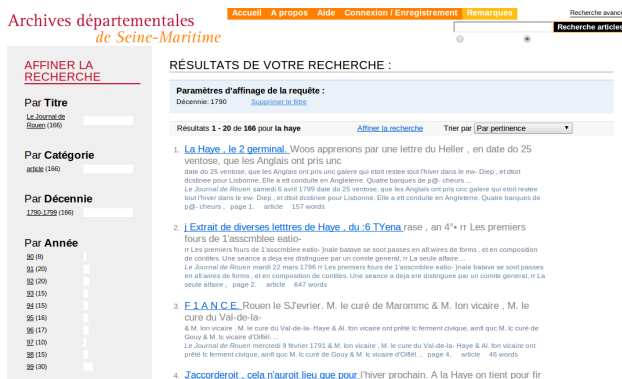 Archives départementales
de Seine-Maritime
Accueil A propos Aide Connexion / Enregistrement Remarques
Recherche avancé
Recherche articles
AFFINER LA
RECHERCHE
Par Titre
Le Journal de
Rouen (166)
Par Catégorie
article (166)
Par Décennie
1790-1799 (166)
Par Année
90 (8)
91 (20)
92 (20)
93 (15)
94 (15)
95 (16)
96 (17)
97 (10)
98 (15)
99 (30)
RÉSULTATS DE VOTRE RECHERCHE :
Paramètres d'affinage de la requête :
Décennie: 1790 Supprimer le filtre
Résultats 1 - 20 de 166 pour la haye Affiner la recherche Trier par Par pertinence
1. La Haye , le 2 germinal. Woos apprenons par une lettre du Heller , en date do 25
ventose, que les Anglais ont pris unc
date do 25 ventose, que les Anglais ont pris unc galere qui etoit restee tout l'hiver dans le ew- Diep , et dtoit
dcstinee pour Lisbonne. Elle a ett conduite en Angleterre. Quatre barques de p@- cheurs ...
Le Journal de Rouen samedi 6 avril 1799 date do 25 ventose, que les Anglais ont pris unc galere qui etoit restee
tout l'hiver dans le ew- Diep , et dtoit dcstinee pour Lisbonne. Elle a ett conduite en Angleterre. Quatre barques de
p@- cheurs , page 1. article 157 words
2. j Extrait de diverses letttres de Haye , du :6 TYena rase , an 4°• rr Les premiers
fours de 1'asscmblee eatio-
rr Les premiers fours de 1'asscmblee eatio- ]nale batave se soot passes en afi:wires de forms , et en composition
de contites. Une seance a deja ere distinguee par un comite general, rr La seule affaire ...
Le Journal de Rouen mardi 22 mars 1796 rr Les premiers fours de 1'asscmblee eatio- ]nale batave se soot passes
en afi:wires de forms , et en composition de contites. Une seance a deja ere distinguee par un comite general, rr La
seule affaire , page 2. article 647 words
3. F 1 A N C E. Rouen le SJ'evrier. M. le curé de Marommc & M. Ion vicaire , M. le
cure du Val-de-la-
& M. Ion vicaire , M. le cure du Val-de-la- Haye & Al. fon vicaire ont prêté lc ferment civique, ainfi quc M. lc curé de
Gouy & M. lc vicaire d'Oiflél. ...
Le Journal de Rouen mercredi 9 février 1791 & M. Ion vicaire , M. le cure du Val-de-la- Haye & Al. fon vicaire ont
prêté lc ferment civique, ainfi quc M. lc curé de Gouy & M. lc vicaire d'Oiflél. , page 4. article 46 words
4. J'accorderoit , cela n'auroit lieu que pour l'hiver prochain. A la Haye on tient pour fir